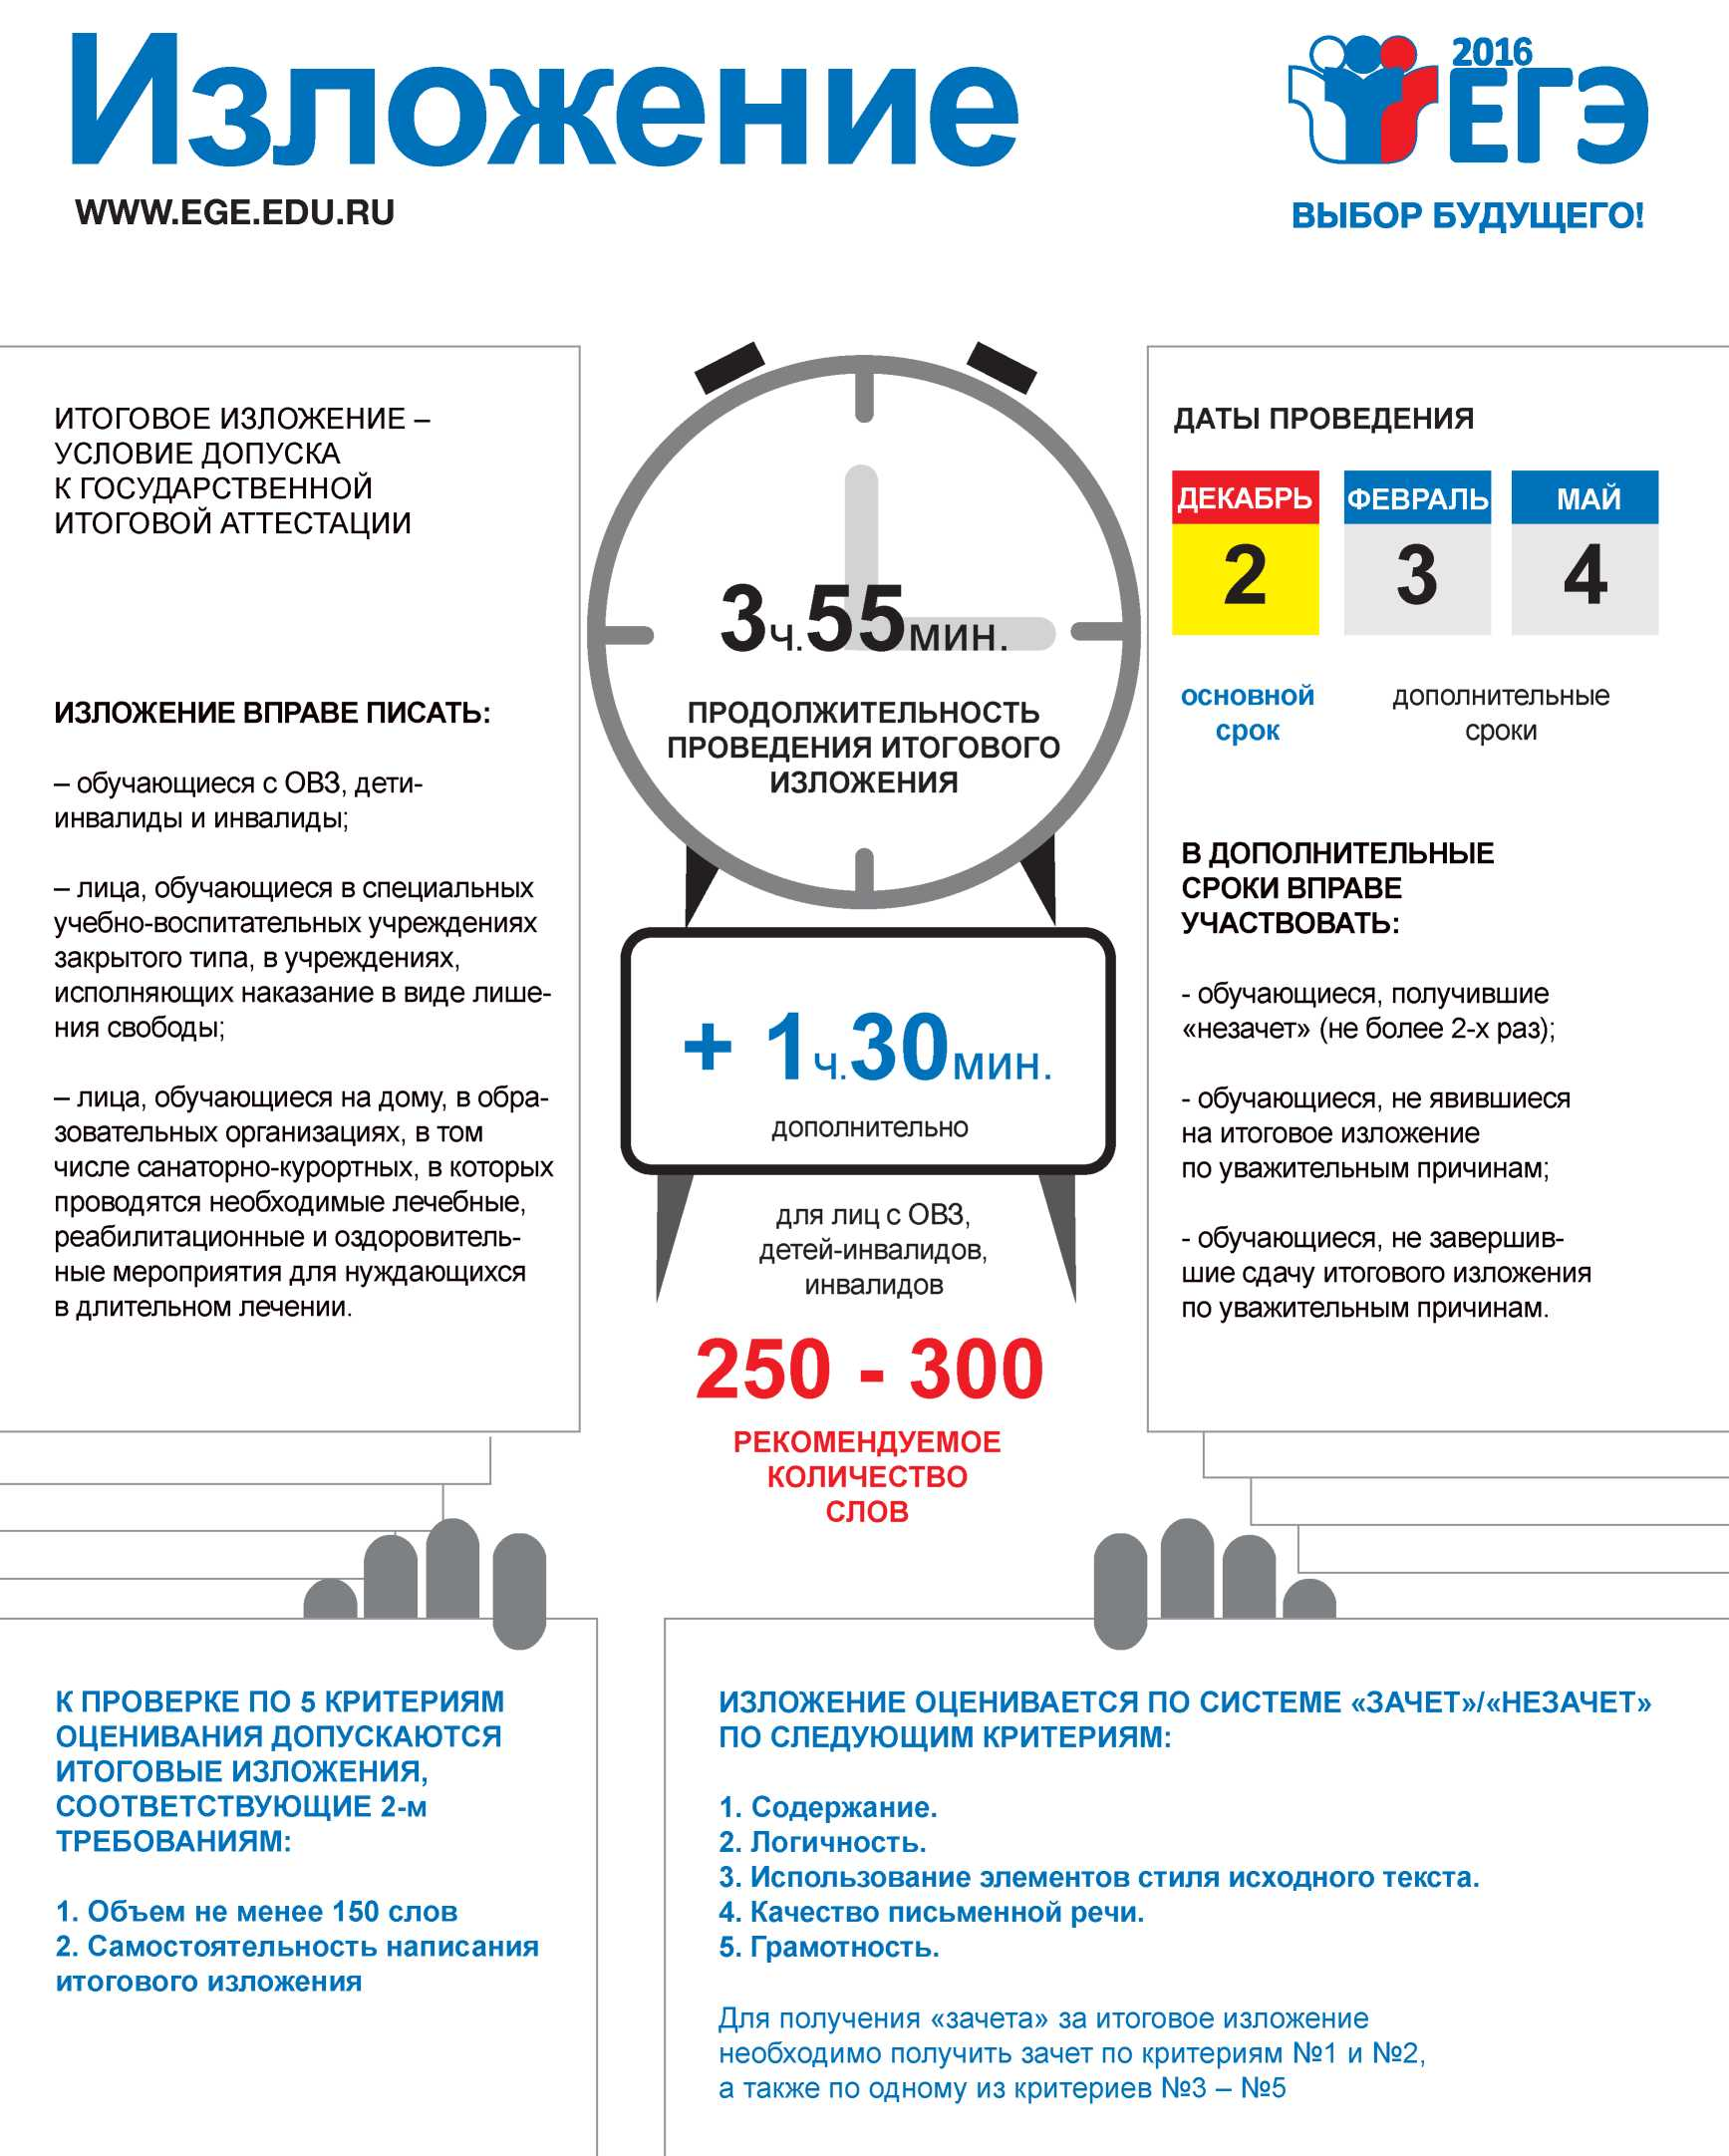 Изложение
WWW.EGE.EDU.RU
2016
ЕГЭ
ВЫБОР БУДУЩЕГО!
ИТОГОВОЕ ИЗЛОЖЕНИЕ –
УСЛОВИЕ ДОПУСКА
К ГОСУДАРСТВЕННОЙ
ИТОГОВОЙ АТТЕСТАЦИИ
ИЗЛОЖЕНИЕ ВПРАВЕ ПИСАТЬ:
– обучающиеся с ОВЗ, дети-
инвалиды и инвалиды;
– лица, обучающиеся в специальных
учебно-воспитательных учреждениях
закрытого типа, в учреждениях,
исполняющих наказание в виде лише-
ния свободы;
– лица, обучающиеся на дому, в обра-
зовательных организациях, в том
числе санаторно-курортных, в которых
проводятся необходимые лечебные,
реабилитационные и оздоровитель-
ные мероприятия для нуждающихся
в длительном лечении.
3ч.55мин.
ПРОДОЛЖИТЕЛЬНОСТЬ
ПРОВЕДЕНИЯ ИТОГОВОГО
ИЗЛОЖЕНИЯ
+ 1ч.30мин.
дополнительно
для лиц с ОВЗ,
детей-инвалидов,
инвалидов
250 - 300
РЕКОМЕНДУЕМОЕ
КОЛИЧЕСТВО
СЛОВ
ДАТЫ ПРОВЕДЕНИЯ
ДЕКАБРЬ ФЕВРАЛЬ МАЙ
2 3 4
основной
срок
дополнительные
сроки
В ДОПОЛНИТЕЛЬНЫЕ
СРОКИ ВПРАВЕ
УЧАСТВОВАТЬ:
- обучающиеся, получившие
«незачет» (не более 2-х раз);
- обучающиеся, не явившиеся
на итоговое изложение
по уважительным причинам;
- обучающиеся, не завершив-
шие сдачу итогового изложения
по уважительным причинам.
К ПРОВЕРКЕ ПО 5 КРИТЕРИЯМ
ОЦЕНИВАНИЯ ДОПУСКАЮТСЯ
ИТОГОВЫЕ ИЗЛОЖЕНИЯ,
СООТВЕТСТВУЮЩИЕ 2-м
ТРЕБОВАНИЯМ:
1. Объем не менее 150 слов
2. Самостоятельность написания
итогового изложения
ИЗЛОЖЕНИЕ ОЦЕНИВАЕТСЯ ПО СИСТЕМЕ «ЗАЧЕТ»/«НЕЗАЧЕТ»
ПО СЛЕДУЮЩИМ КРИТЕРИЯМ:
1. Содержание.
2. Логичность.
3. Использование элементов стиля исходного текста.
4. Качество письменной речи.
5. Грамотность.
Для получения «зачета» за итоговое изложение
необходимо получить зачет по критериям №1 и №2,
а также по одному из критериев №3 – №5